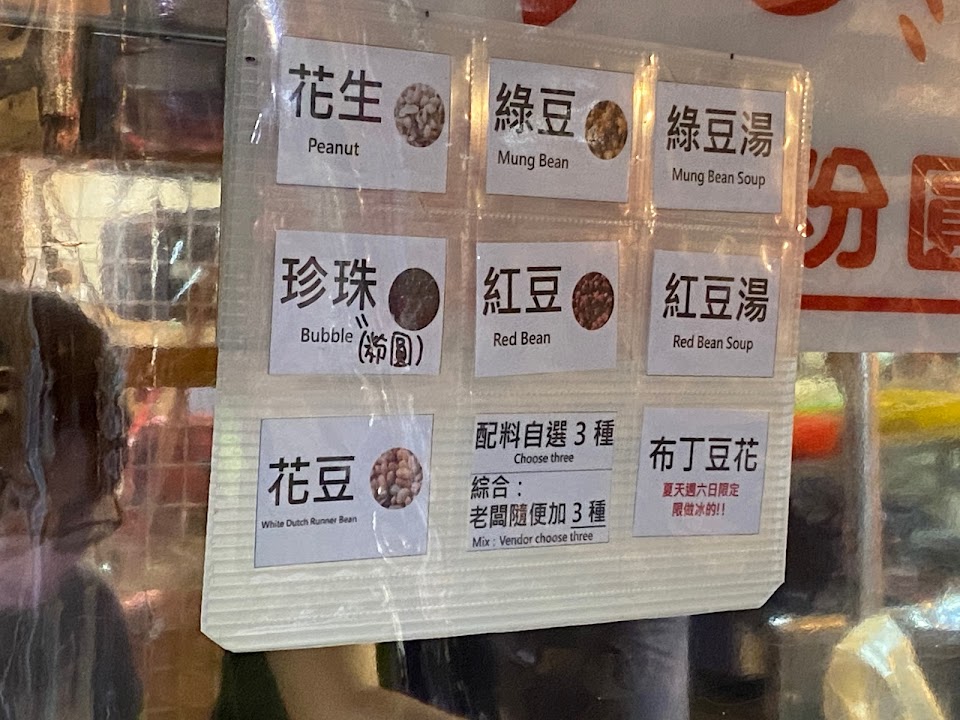 花生
Peanut
綠豆
Mung Bean
綠豆湯
Mung Bean Soup
珍珠
Bubble
=(粉圓)
紅豆
Red Bean
紅豆湯
Red Bean Soup
花豆
White Dutch Runner Bean
配料自選 3 種
Choose three
綜合：
老闆隨便加 3 種
Mix : Vendor choose three
布丁豆花
夏天週六日限定
限做冰的!!
粉圓